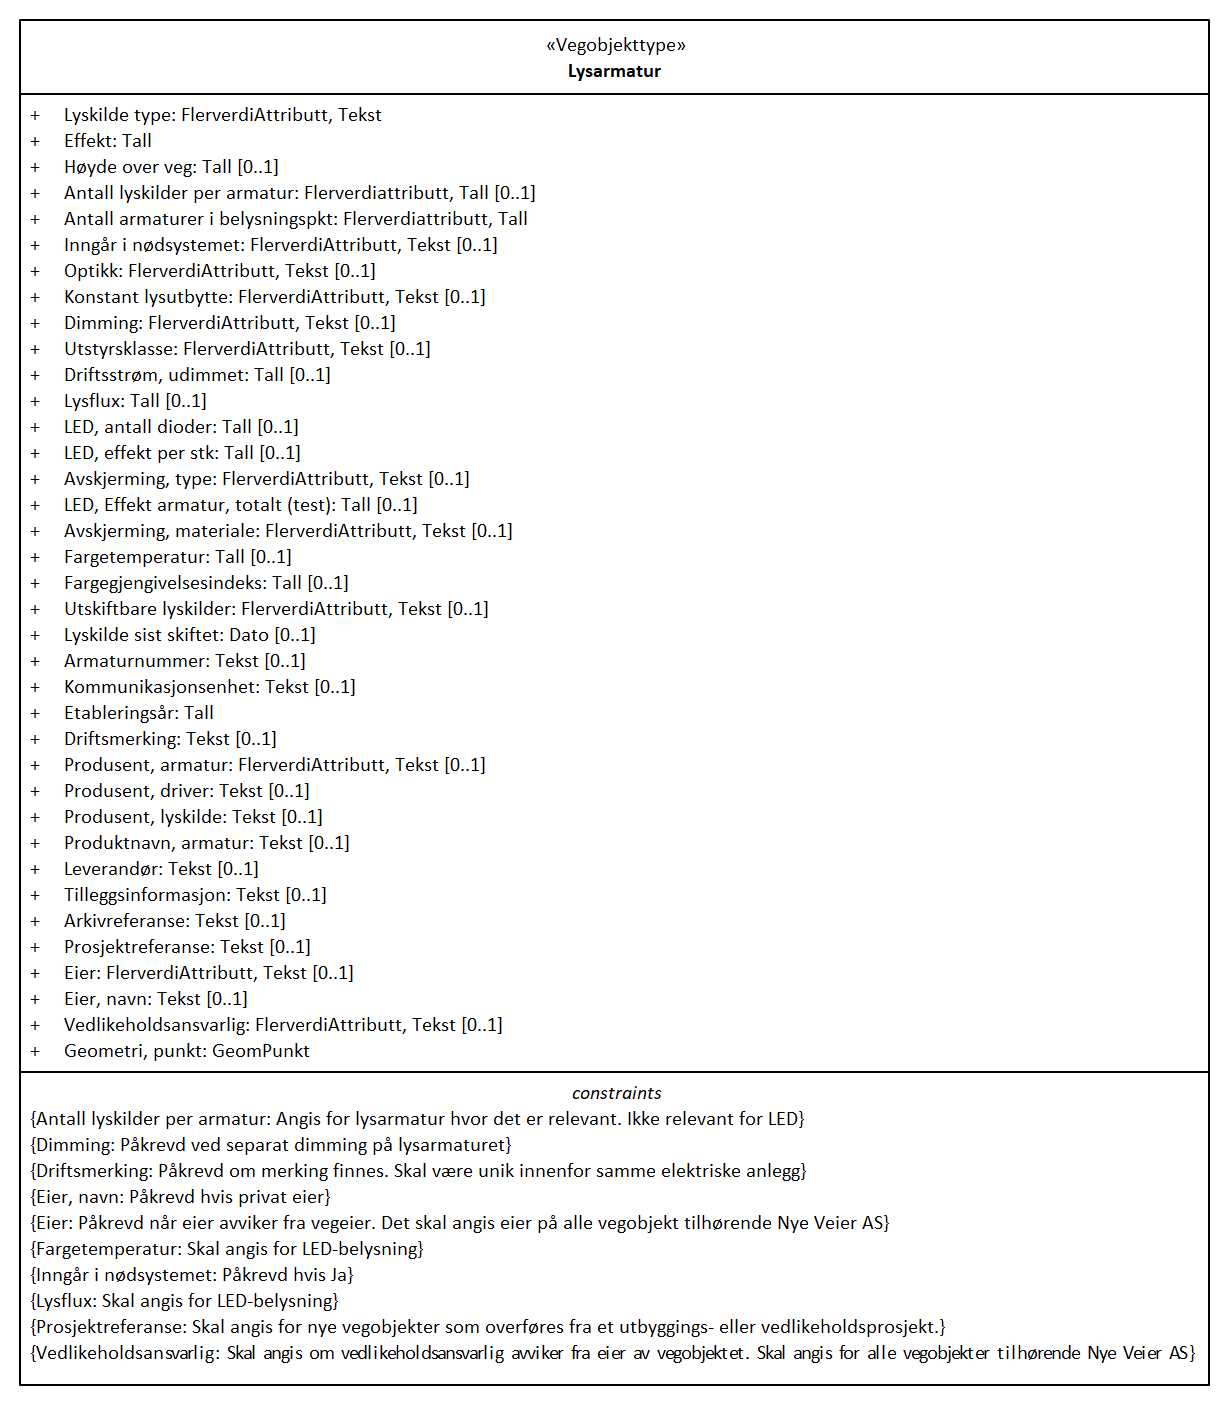 «Vegobjekttype»
Lysarmatur
+ Lyskilde type: FlerverdiAttributt, Tekst
+ Effekt: Tall
+ Høyde over veg: Tall [0..1]
+ Antall lyskilder per armatur: Flerverdiattributt, Tall [0..1]
+ Antall armaturer i belysningspkt: Flerverdiattributt, Tall
+ Inngår i nødsystemet: FlerverdiAttributt, Tekst [0..1]
+ Optikk: FlerverdiAttributt, Tekst [0..1]
+ Konstant lysutbytte: FlerverdiAttributt, Tekst [0..1]
+ Dimming: FlerverdiAttributt, Tekst [0..1]
+ Utstyrsklasse: FlerverdiAttributt, Tekst [0..1]
+ Driftsstrøm, udimmet: Tall [0..1]
+ Lysflux: Tall [0..1]
+ LED, antall dioder: Tall [0..1]
+ LED, effekt per stk: Tall [0..1]
+ Avskjerming, type: FlerverdiAttributt, Tekst [0..1]
+ LED, Effekt armatur, totalt (test): Tall [0..1]
+ Avskjerming, materiale: FlerverdiAttributt, Tekst [0..1]
+ Fargetemperatur: Tall [0..1]
+ Fargegjengivelsesindeks: Tall [0..1]
+ Utskiftbare lyskilder: FlerverdiAttributt, Tekst [0..1]
+ Lyskilde sist skiftet: Dato [0..1]
+ Armaturnummer: Tekst [0..1]
+ Kommunikasjonsenhet: Tekst [0..1]
+ Etableringsår: Tall
+ Driftsmerking: Tekst [0..1]
+ Produsent, armatur: FlerverdiAttributt, Tekst [0..1]
+ Produsent, driver: Tekst [0..1]
+ Produsent, lyskilde: Tekst [0..1]
+ Produktnavn, armatur: Tekst [0..1]
+ Leverandør: Tekst [0..1]
+ Tilleggsinformasjon: Tekst [0..1]
+ Arkivreferanse: Tekst [0..1]
+ Prosjektreferanse: Tekst [0..1]
+ Eier: FlerverdiAttributt, Tekst [0..1]
+ Eier, navn: Tekst [0..1]
+ Vedlikeholdsansvarlig: FlerverdiAttributt, Tekst [0..1]
+ Geometri, punkt: GeomPunkt
constraints
{Antall lyskilder per armatur: Angis for lysarmatur hvor det er relevant. Ikke relevant for LED}
{Dimming: Påkrevd ved separat dimming på lysarmaturet}
{Driftsmerking: Påkrevd om merking finnes. Skal være unik innenfor samme elektriske anlegg}
{Eier, navn: Påkrevd hvis privat eier}
{Eier: Påkrevd når eier avviker fra vegeier. Det skal angis eier på alle vegobjekt tilhørende Nye Veier AS}
{Fargetemperatur: Skal angis for LED-belysning}
{Inngår i nødsystemet: Påkrevd hvis Ja}
{Lysflux: Skal angis for LED-belysning}
{Prosjektreferanse: Skal angis for nye vegobjekter som overføres fra et utbyggings- eller vedlikeholdsprosjekt.}
{Vedlikeholdsansvarlig: Skal angis om vedlikeholdsansvarlig avviker fra eier av vegobjektet. Skal angis for alle vegobjekter tilhørende Nye Veier AS}